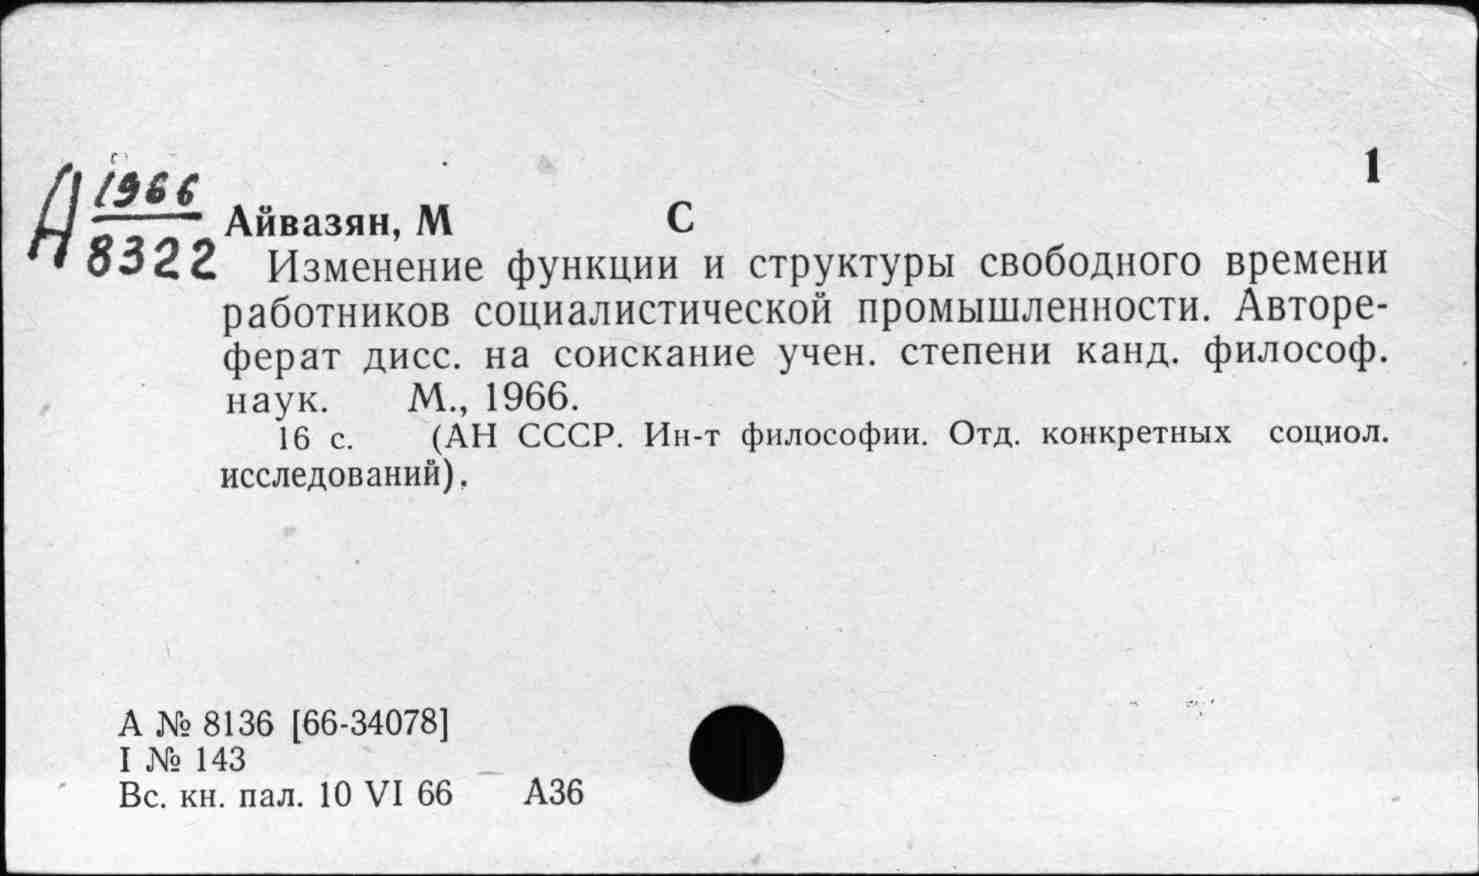 1
А 1966
8322
Айвазян, М С
Изменение функции и структуры свободного времени
работников социалистической промышленности. Авторе-
ферат дисс. на соискание учен. степени канд. философ.
наук. М., 1966.
16 с. (АН СССР. Ин-т философии. Отд. конкретных социол.
исследований).
А № 8136 [66-34078]
I № 143
Вс. кн. пал. 10 VI 66 А36